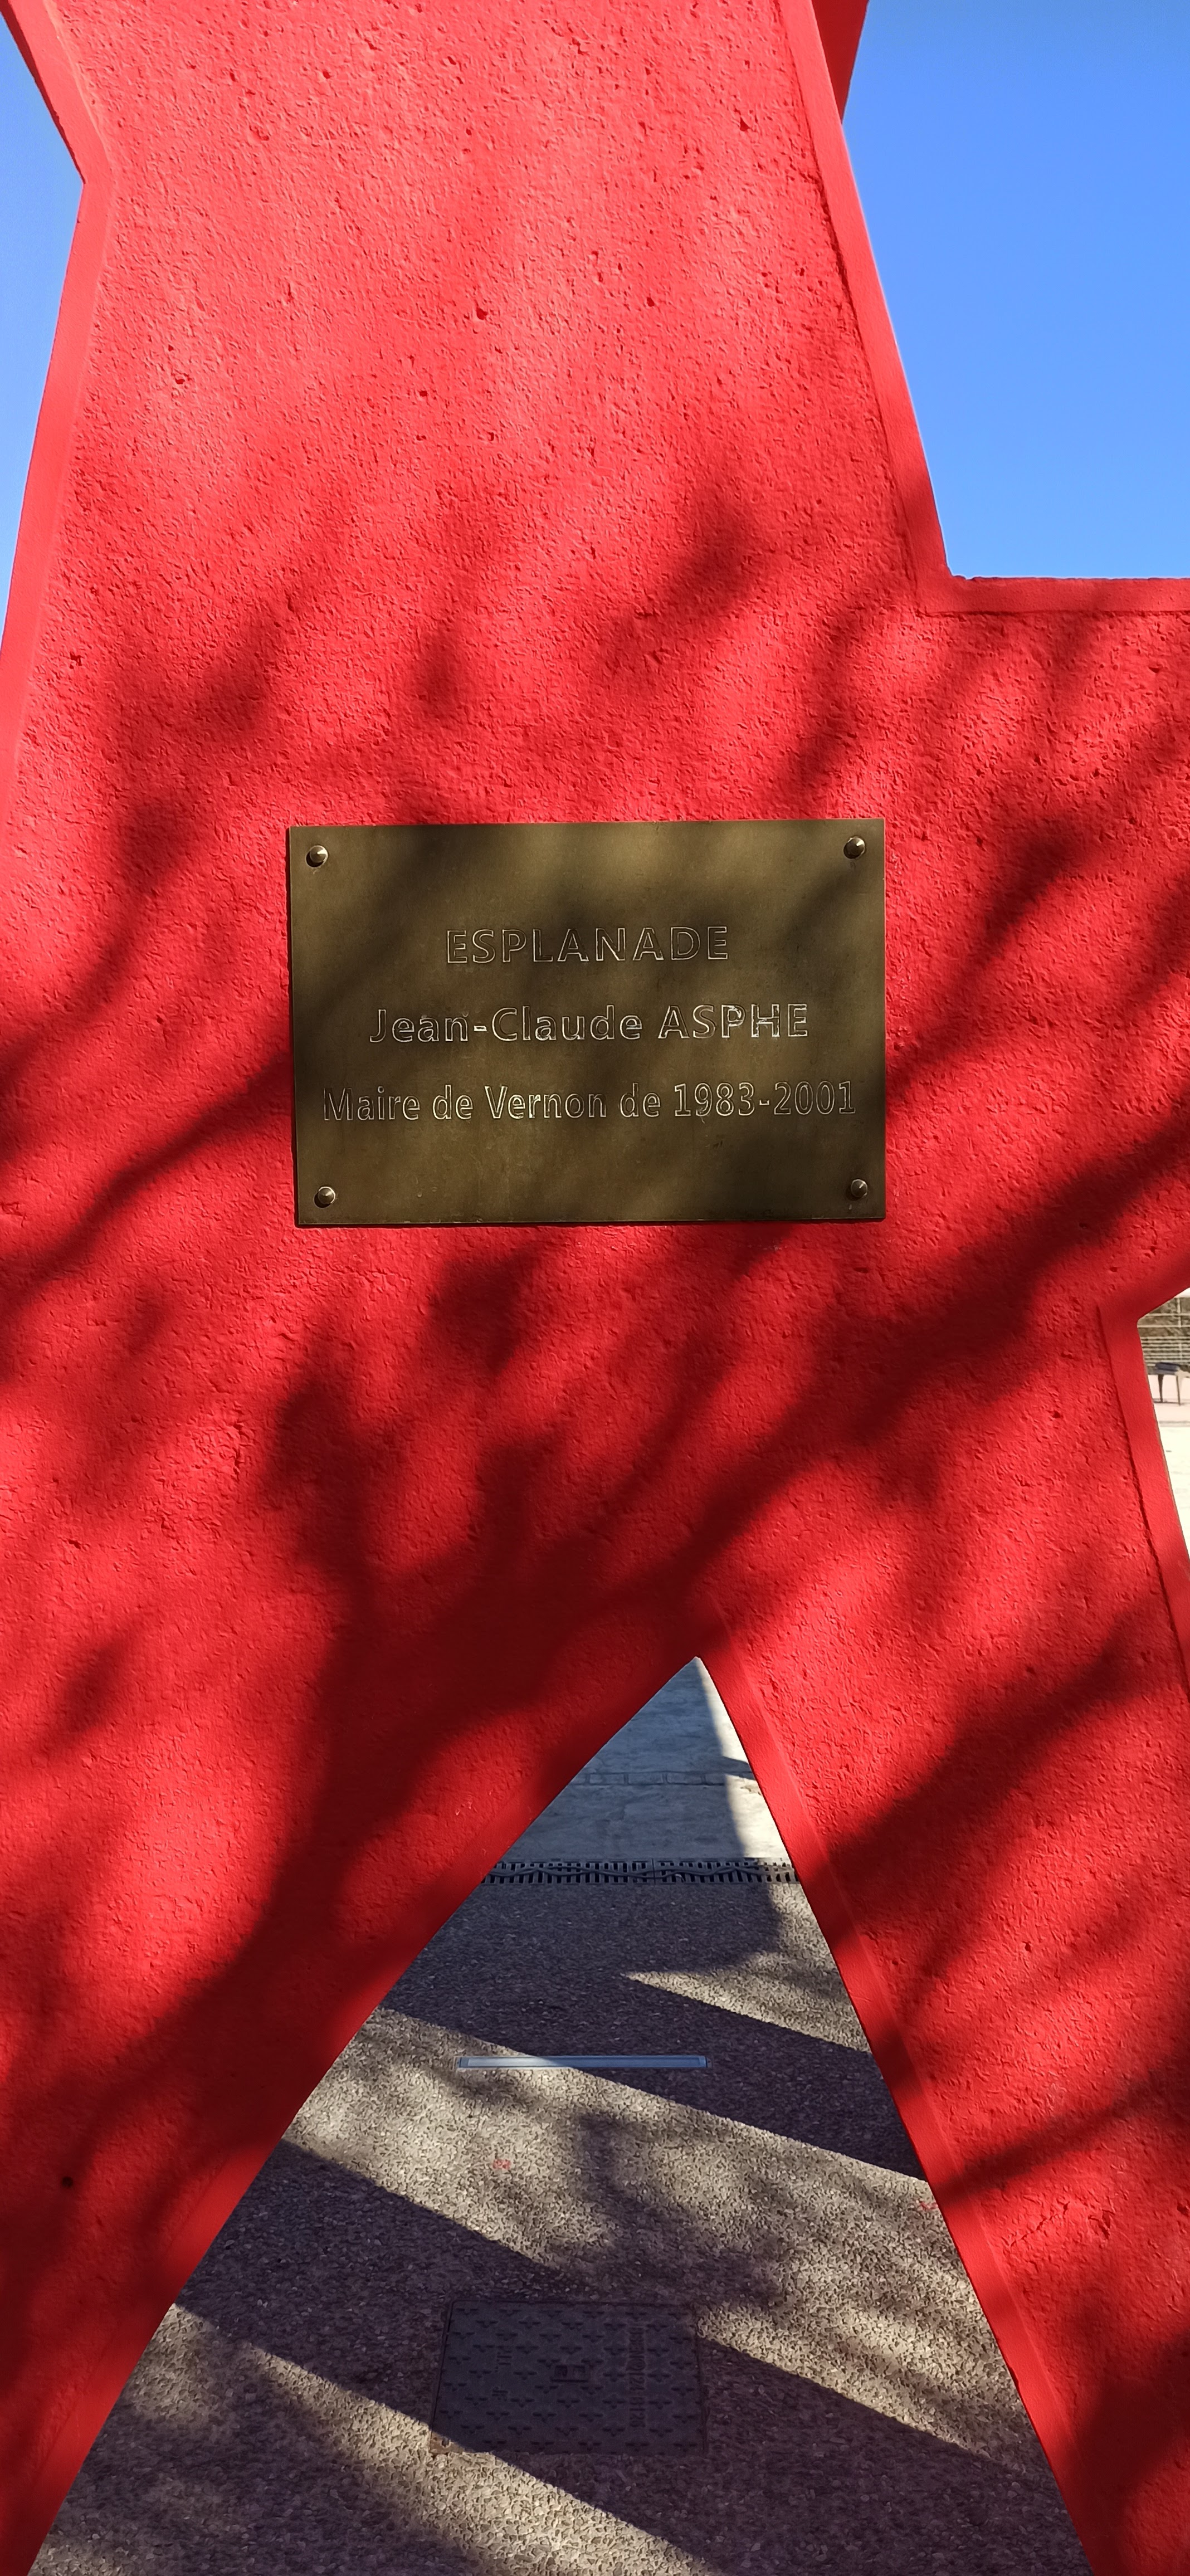 ESPLANADE
Jean-Claude ASPHE
Maire de Vernon de 1983-2001